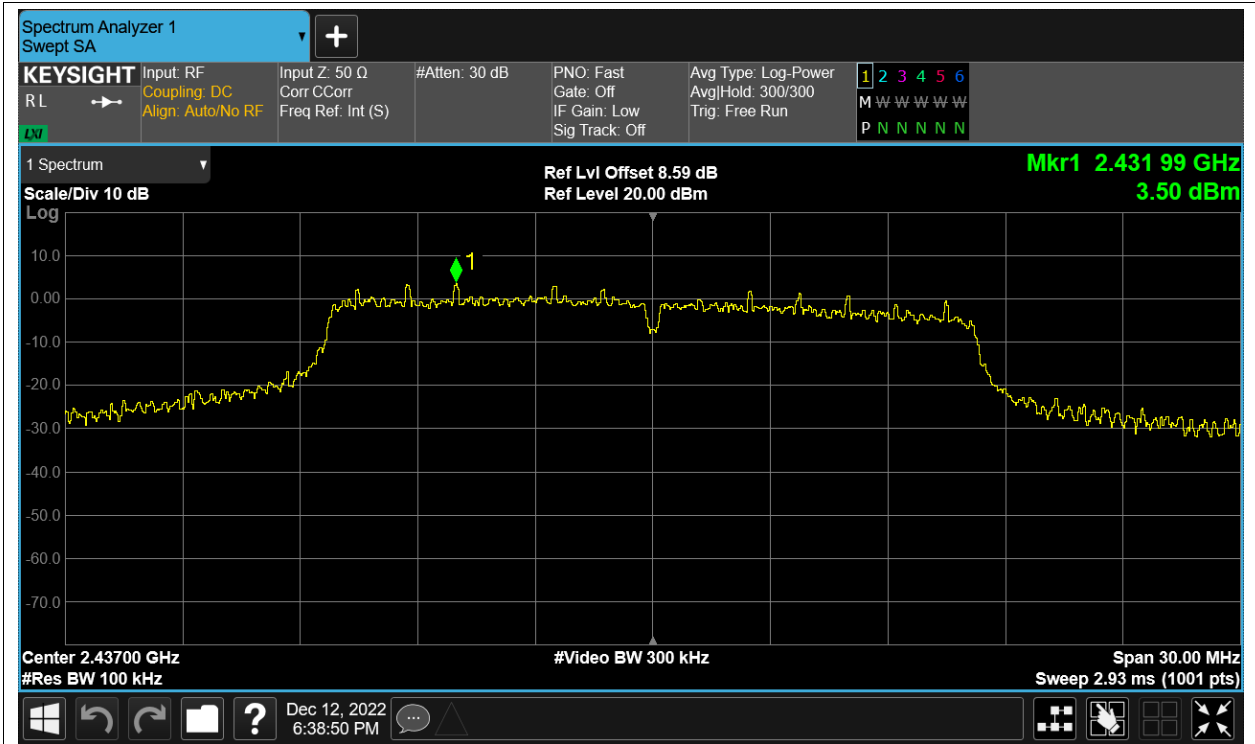 Spectrum Analyzer 1
Swept SA
KEYSIGHT
R L
LXI
Input: RF
Coupling: DC
Align: Auto/No RF
Input Z: 50 Ω
Corr CCorr
Freq Ref: Int (S)
#Atten: 30 dB
PNO: Fast
Gate: Off
IF Gain: Low
Sig Track: Off
Avg Type: Log-Power
Avg|Hold: 300/300
Trig: Free Run
1 2 3 4 5 6
M W W W W W
P N N N N N
1 Spectrum
Scale/Div 10 dB
Log
Ref Lvl Offset 8.59 dB
Ref Level 20.00 dBm
Mkr1 2.431 99 GHz
3.50 dBm
10.0
1
0.00
-10.0
-20.0
-30.0
-40.0
-50.0
-60.0
-70.0
Center 2.43700 GHz
#Res BW 100 kHz
#Video BW 300 kHz
Span 30.00 MHz
Sweep 2.93 ms (1001 pts)
?
Dec 12, 2022
6:38:50 PM